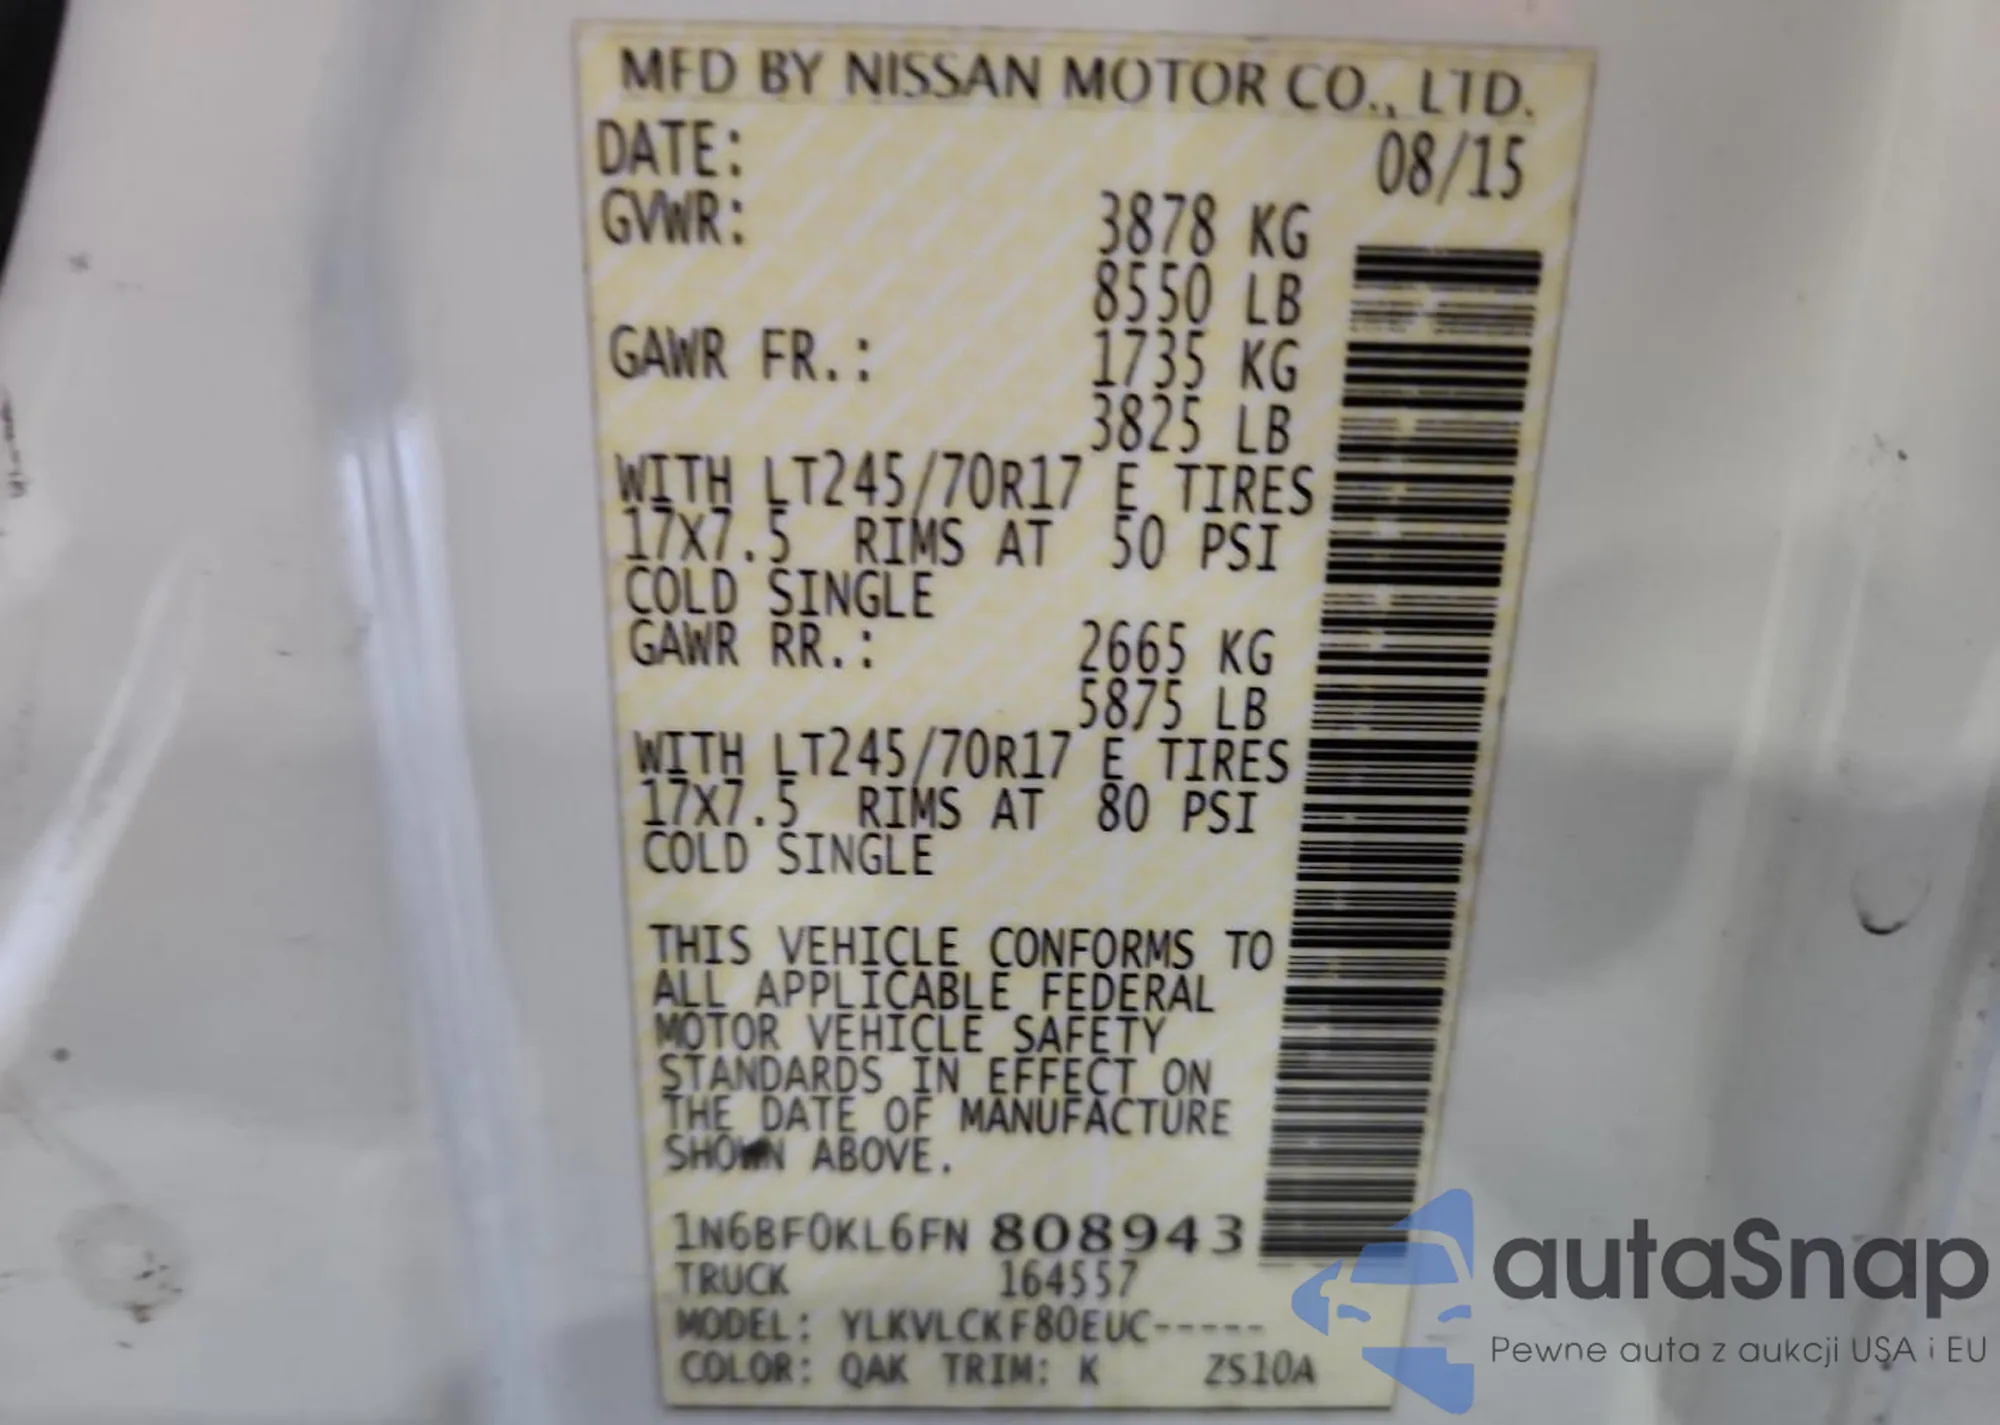 MFD BY NISSAN MOTOR CO., LTD.
DATE: 08/15
GVWR: 3878 KG
8550 LB
GAWR FR.: 1735 KG
3825 LB
WITH LT245/70R17 E TIRES
17X7.5 RIMS AT 50 PSI
COLD SINGLE
GAWR RR.: 2665 KG
5875 LB
WITH LT245/70R17 E TIRES
17X7.5 RIMS AT 80 PSI
COLD SINGLE
THIS VEHICLE CONFORMS TO
ALL APPLICABLE FEDERAL
MOTOR VEHICLE SAFETY
STANDARDS IN EFFECT ON
THE DATE OF MANUFACTURE
SHOWN ABOVE.
1N6BF0KL6FN 808943
TRUCK 164557
MODEL: YLKVLCKF80EUC-----
COLOR: QAK TRIM: K ZS10A
autaSnap
Pewne auta z aukcji USA i EU